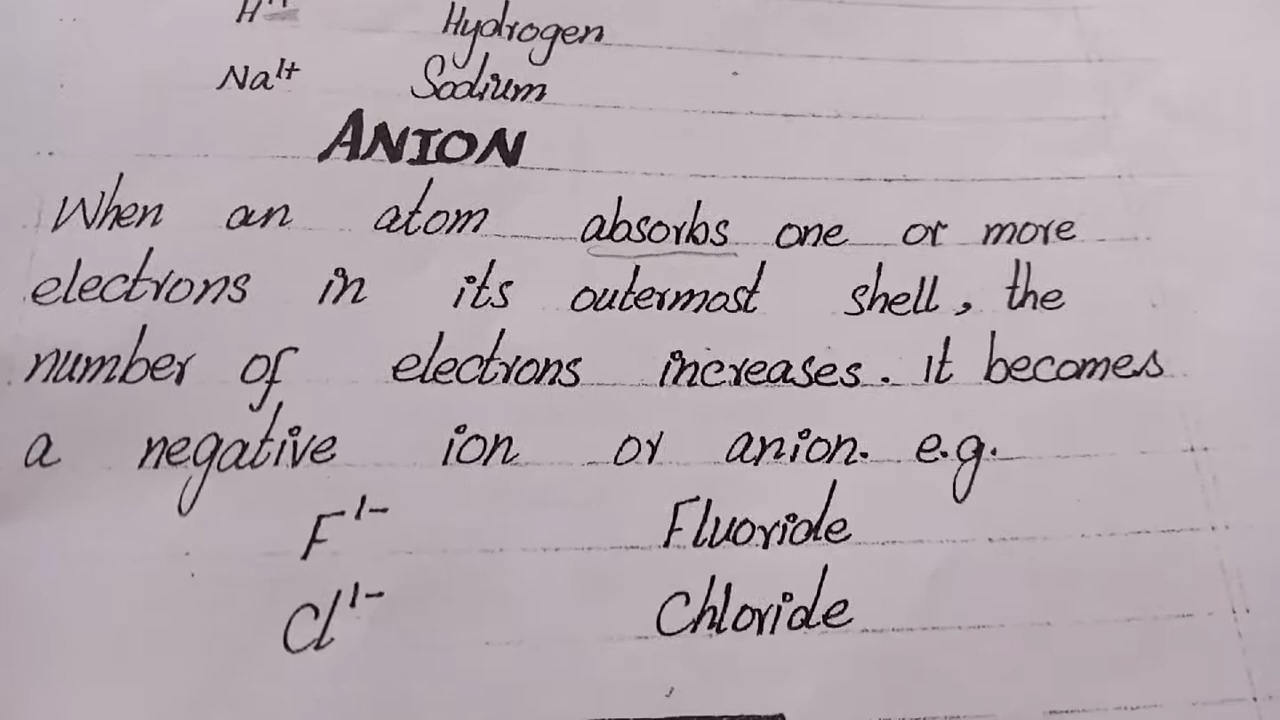 Hydrogen
Na¹⁺ Sodium
ANION
When an atom absorbs one or more
electrons in its outermost shell, the
number of electrons increases. it becomes
a negative ion or anion. e.g.
F¹⁻ Fluoride
Cl¹⁻ Chloride